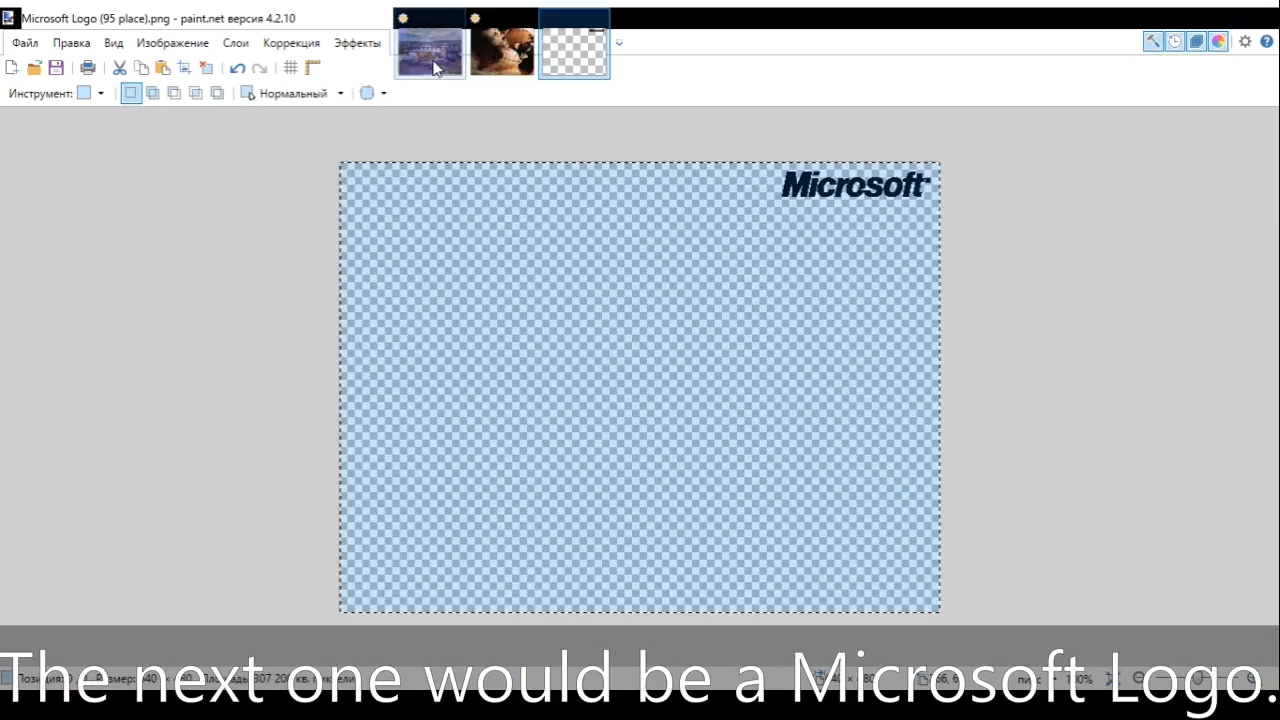 Microsoft Logo (95 place).png - paint.net версия 4.2.10
Файл Правка Вид Изображение Слои Коррекция Эффекты
Инструмент: Нормальный
Microsoft
The next one would be a Microsoft Logo.
100%